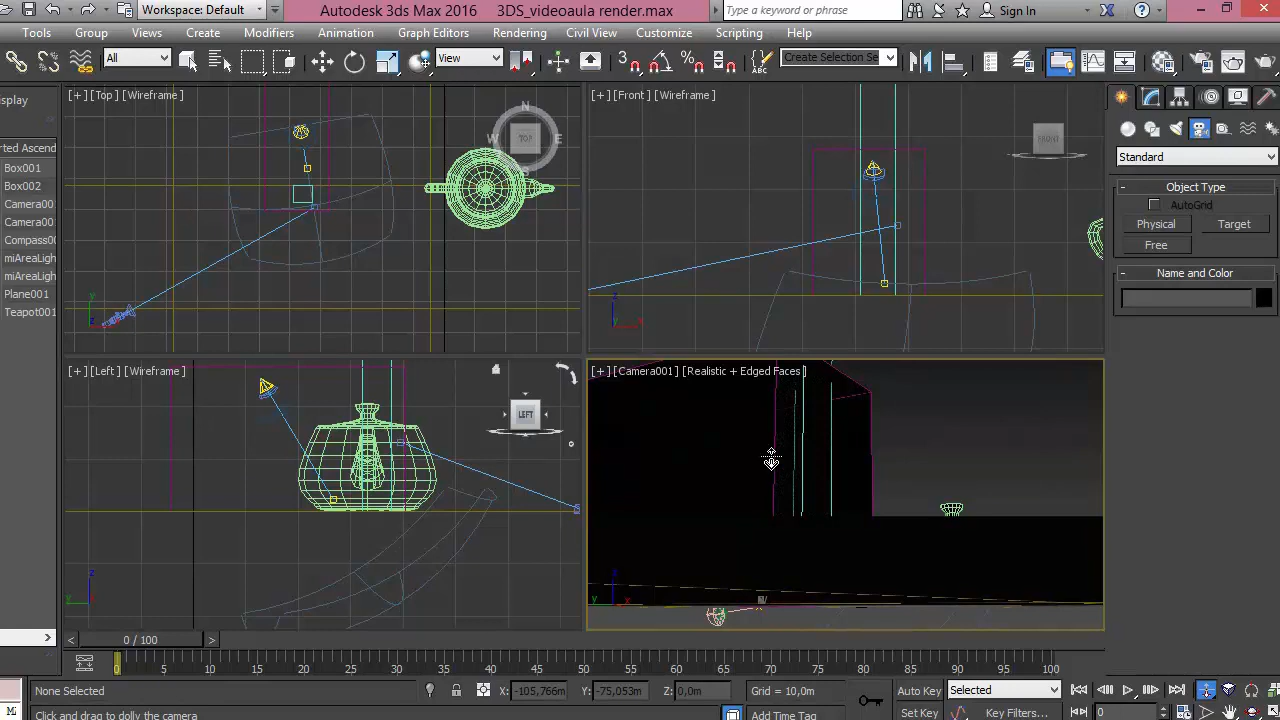 Workspace: Default
Autodesk 3ds Max 2016 3DS_videoaula render.max
Type a keyword or phrase
Sign In
Tools Group Views Create Modifiers Animation Graph Editors Rendering Civil View Customize Scripting Help
All
View
Create Selection Se
[+] [Top] [Wireframe]
N
W TOP E
[+] [Front] [Wireframe]
FRONT
[+] [Left] [Wireframe]
LEFT
[+] [Camera001] [Realistic + Edged Faces]
display
rted Ascend
Box001
Box002
Camera00
Camera00
Compass00
miAreaLigh
miAreaLigh
Plane001
Teapot001
Standard
Object Type
AutoGrid
Physical Target
Free
Name and Color
0 / 100
0 5 10 15 20 25 30 35 40 45 50 55 60 65 70 75 80 85 90 95 100
None Selected
X: -105,766m Y: -75,053m Z: 0,0m Grid = 10,0m
Auto Key Selected
Click and drag to dolly the camera
Add Time Tag
Set Key Key Filters...
0